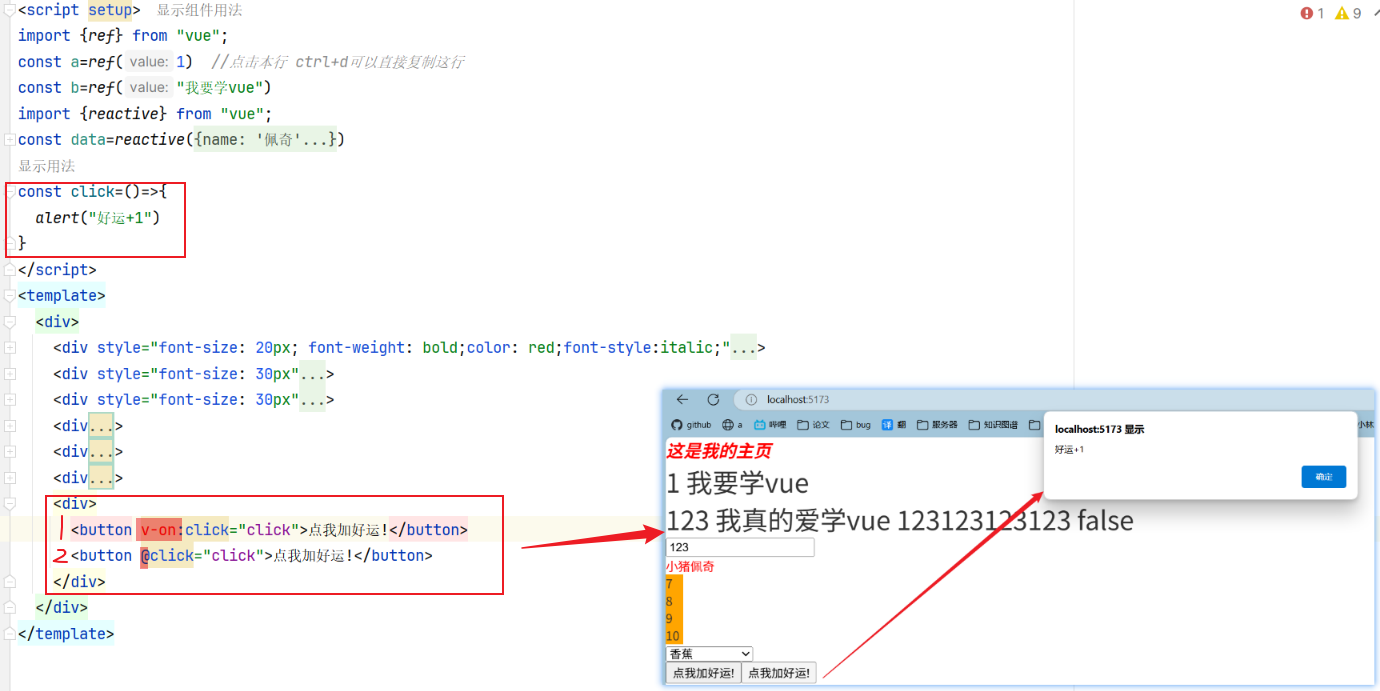 <script setup> 显示组件用法
import {ref} from "vue";
const a=ref( value: 1) //点击本行 ctrl+d可以直接复制这行
const b=ref( value: "我要学vue")
import {reactive} from "vue";
const data=reactive({name: '佩奇'...})
显示用法
const click=()=>{
alert("好运+1")
}
</script>
<template>
<div>
<div style="font-size: 20px; font-weight: bold;color: red;font-style:italic;"...>
<div style="font-size: 30px"...>
<div style="font-size: 30px"...>
<div...>
<div...>
<div...>
<div>
1 <button v-on:click="click">点我加好运!</button>
2 <button @click="click">点我加好运!</button>
</div>
</div>
</template>
1 9
localhost:5173
github a 哔哩 论文 bug 翻 服务器 知识图谱 小林
localhost:5173 显示
好运+1
确定
这是我的主页
1 我要学vue
123 我真的爱学vue 123123123123 false
123
小猪佩奇
7
8
9
10
香蕉
点我加好运! 点我加好运!